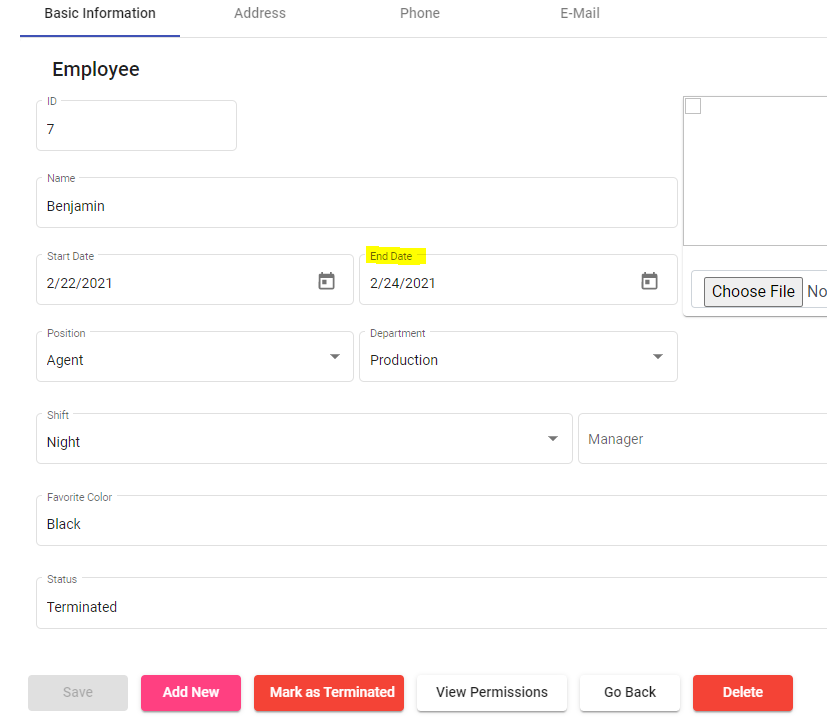 Basic Information Address Phone E-Mail
Employee
ID
7
Name
Benjamin
Start Date End Date
2/22/2021 2/24/2021
Choose File No
Position Department
Agent Production
Shift
Night Manager
Favorite Color
Black
Status
Terminated
Save Add New Mark as Terminated View Permissions Go Back Delete